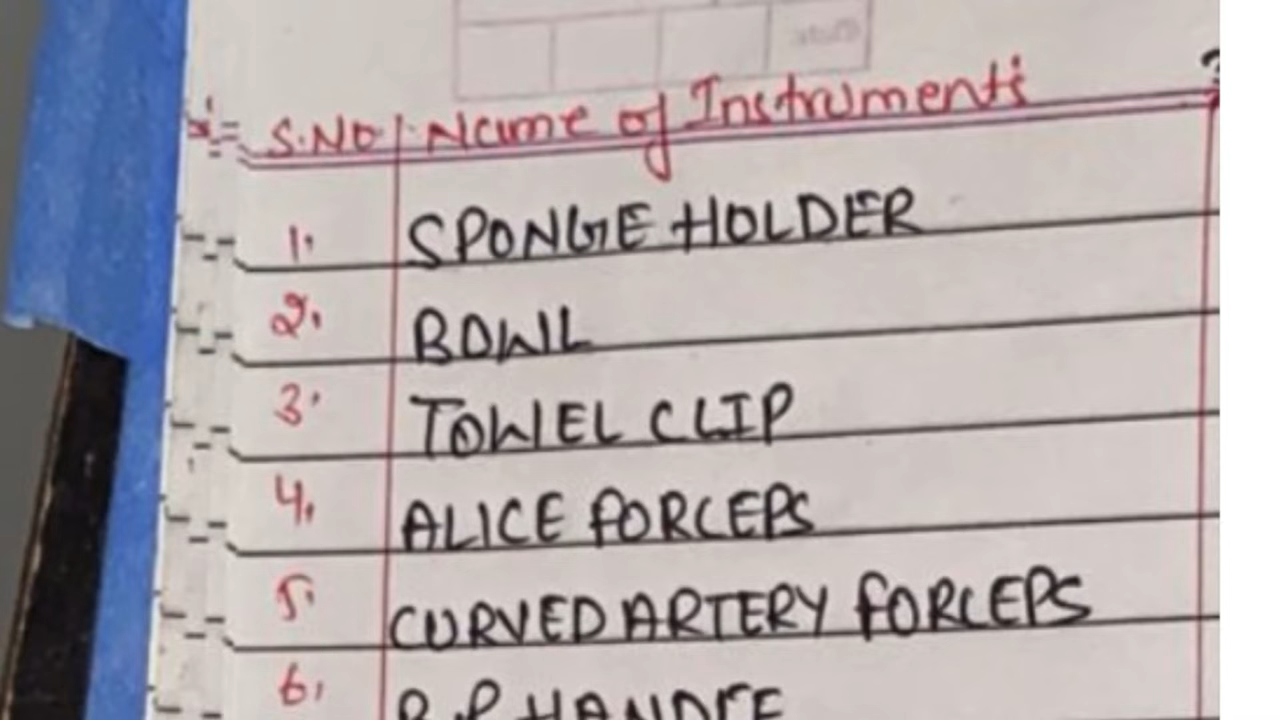 S.NO. Name of Instruments
1. SPONGE HOLDER
2. BOWL
3. TOWEL CLIP
4. ALICE FORCEPS
5. CURVED ARTERY FORCEPS
6. B.P HANDLE